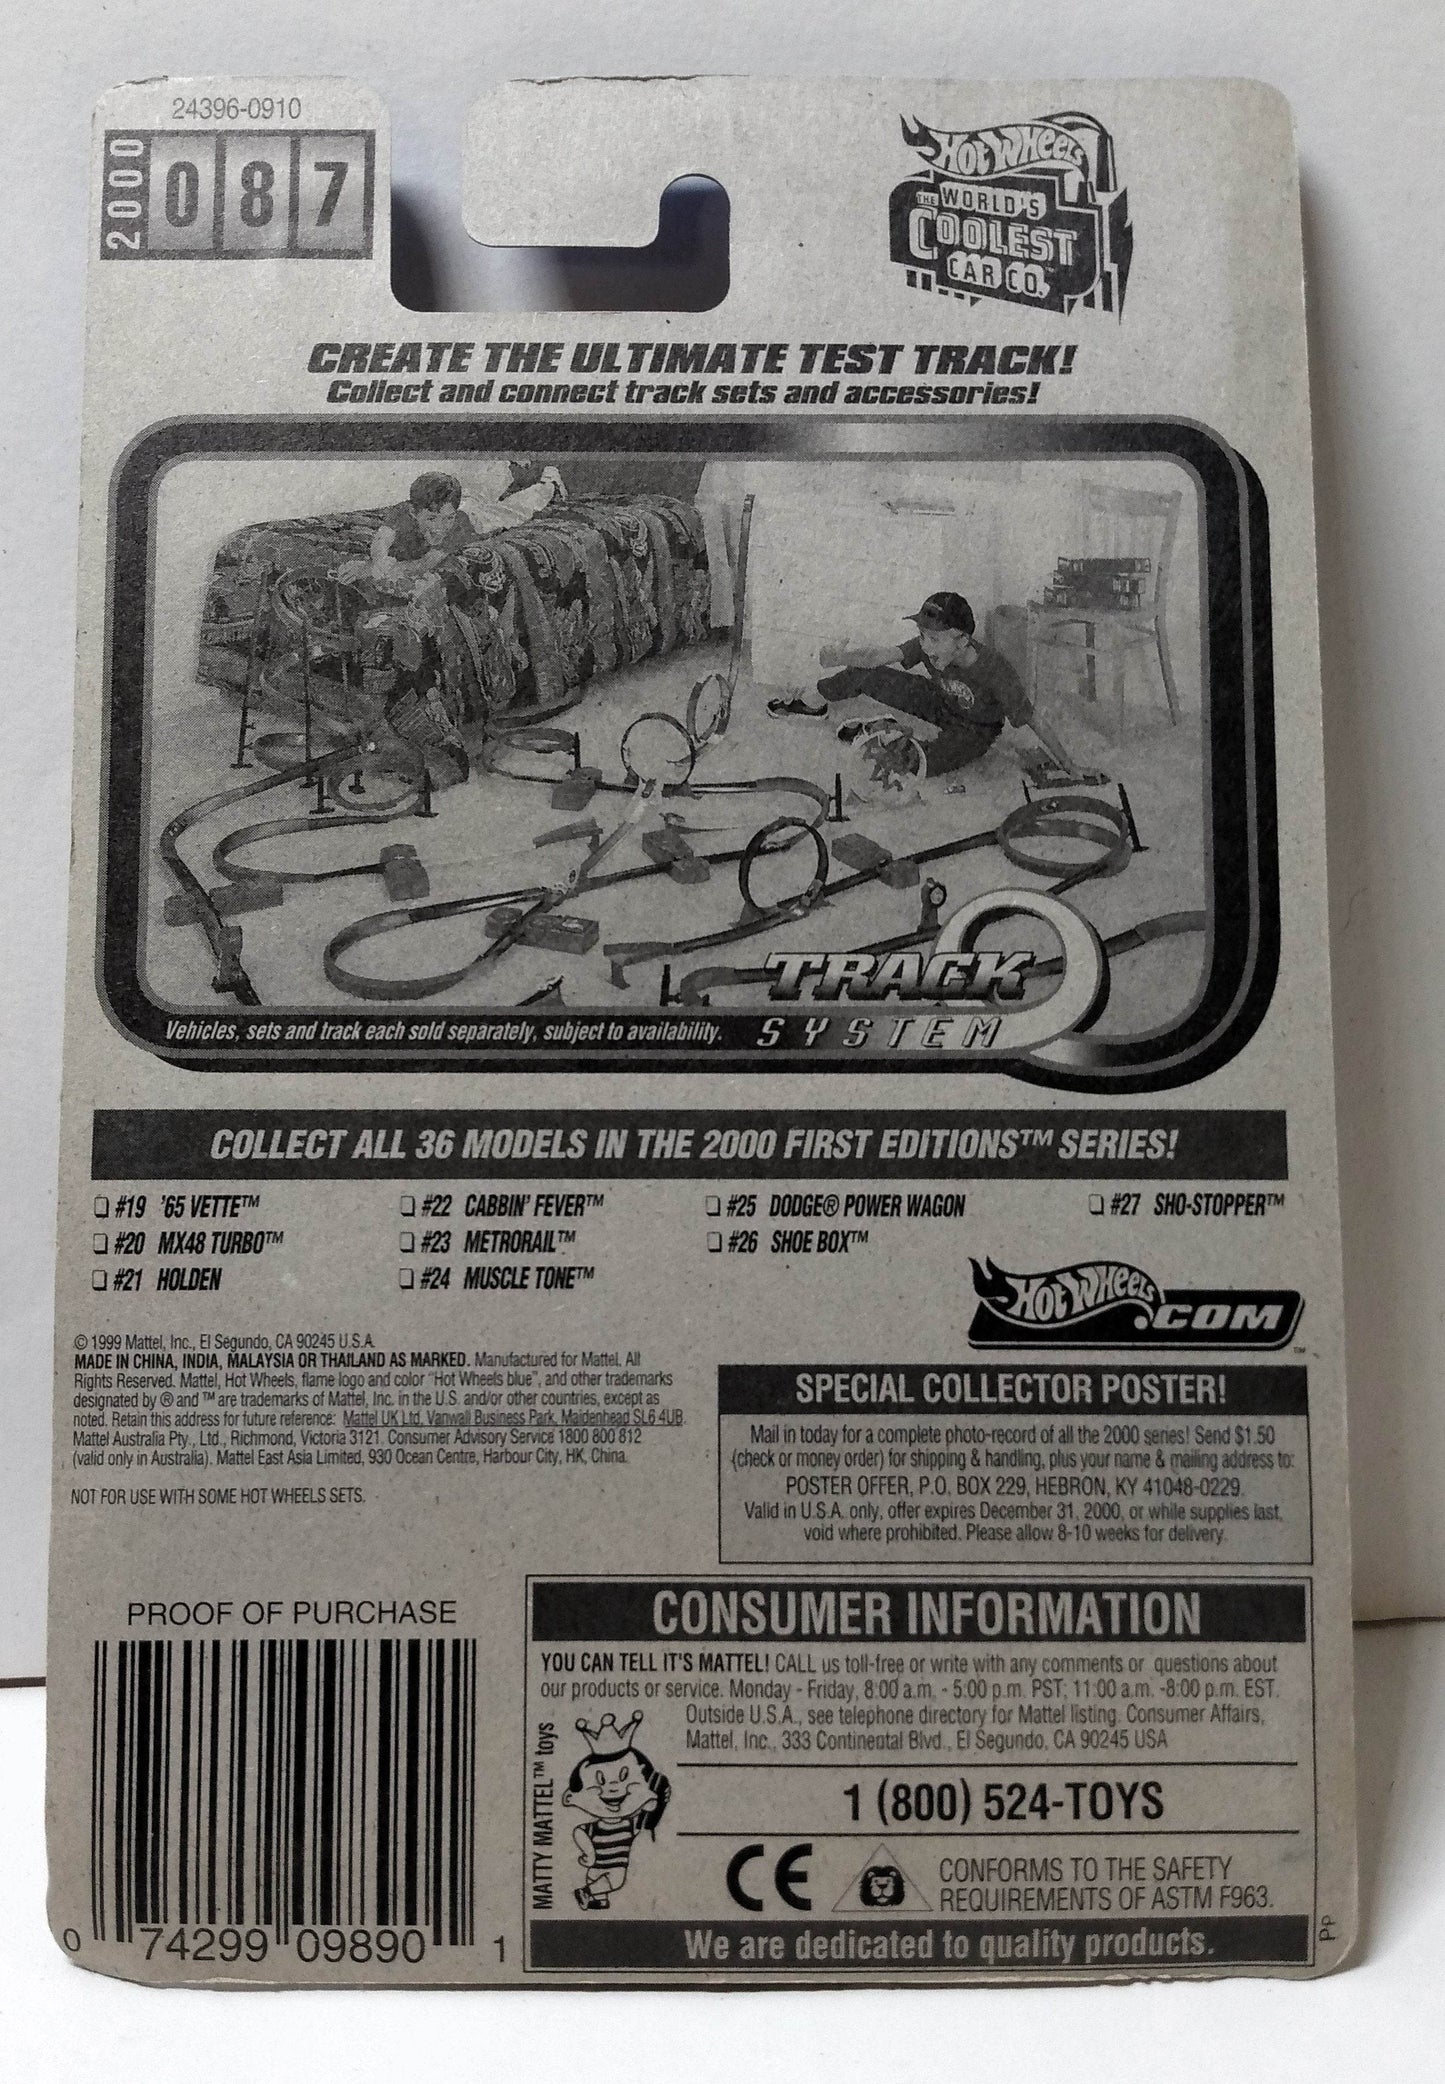 24396-0910
2000 087
HOT WHEELS
THE WORLD'S
COOLEST
CAR CO.™
CREATE THE ULTIMATE TEST TRACK!
Collect and connect track sets and accessories!
TRACK
SYSTEM
Vehicles, sets and track each sold separately, subject to availability.
COLLECT ALL 36 MODELS IN THE 2000 FIRST EDITIONS™ SERIES!
#19 '65 VETTE™
#20 MX48 TURBO™
#21 HOLDEN
#22 CABBIN' FEVER™
#23 METRORAIL™
#24 MUSCLE TONE™
#25 DODGE® POWER WAGON
#26 SHOE BOX™
#27 SHO-STOPPER™
HOT WHEELS
.COM™
© 1999 Mattel, Inc., El Segundo, CA 90245 U.S.A.
MADE IN CHINA, INDIA, MALAYSIA OR THAILAND AS MARKED. Manufactured for Mattel. All
Rights Reserved. Mattel, Hot Wheels, flame logo and color "Hot Wheels blue", and other trademarks
designated by ® and ™ are trademarks of Mattel, Inc. in the U.S. and/or other countries, except as
noted. Retain this address for future reference: Mattel UK Ltd, Vanwall Business Park, Maidenhead SL6 4UB.
Mattel Australia Pty., Ltd., Richmond, Victoria 3121. Consumer Advisory Service 1800 800 812
(valid only in Australia). Mattel East Asia Limited, 930 Ocean Centre, Harbour City, HK, China.
NOT FOR USE WITH SOME HOT WHEELS SETS.
SPECIAL COLLECTOR POSTER!
Mail in today for a complete photo-record of all the 2000 series! Send $1.50
(check or money order) for shipping & handling, plus your name & mailing address to:
POSTER OFFER, P.O. BOX 229, HEBRON, KY 41048-0229.
Valid in U.S.A. only, offer expires December 31, 2000, or while supplies last,
void where prohibited. Please allow 8-10 weeks for delivery.
PROOF OF PURCHASE
0 74299 09890 1
CONSUMER INFORMATION
YOU CAN TELL IT'S MATTEL! CALL us toll-free or write with any comments or questions about
our products or service. Monday - Friday, 8:00 a.m. - 5:00 p.m. PST; 11:00 a.m. -8:00 p.m. EST.
Outside U.S.A., see telephone directory for Mattel listing. Consumer Affairs,
Mattel, Inc., 333 Continental Blvd., El Segundo, CA 90245 USA
MATTY MATTEL™ toys
1 (800) 524-TOYS
CE
CONFORMS TO THE SAFETY
REQUIREMENTS OF ASTM F963.
We are dedicated to quality products.
PP